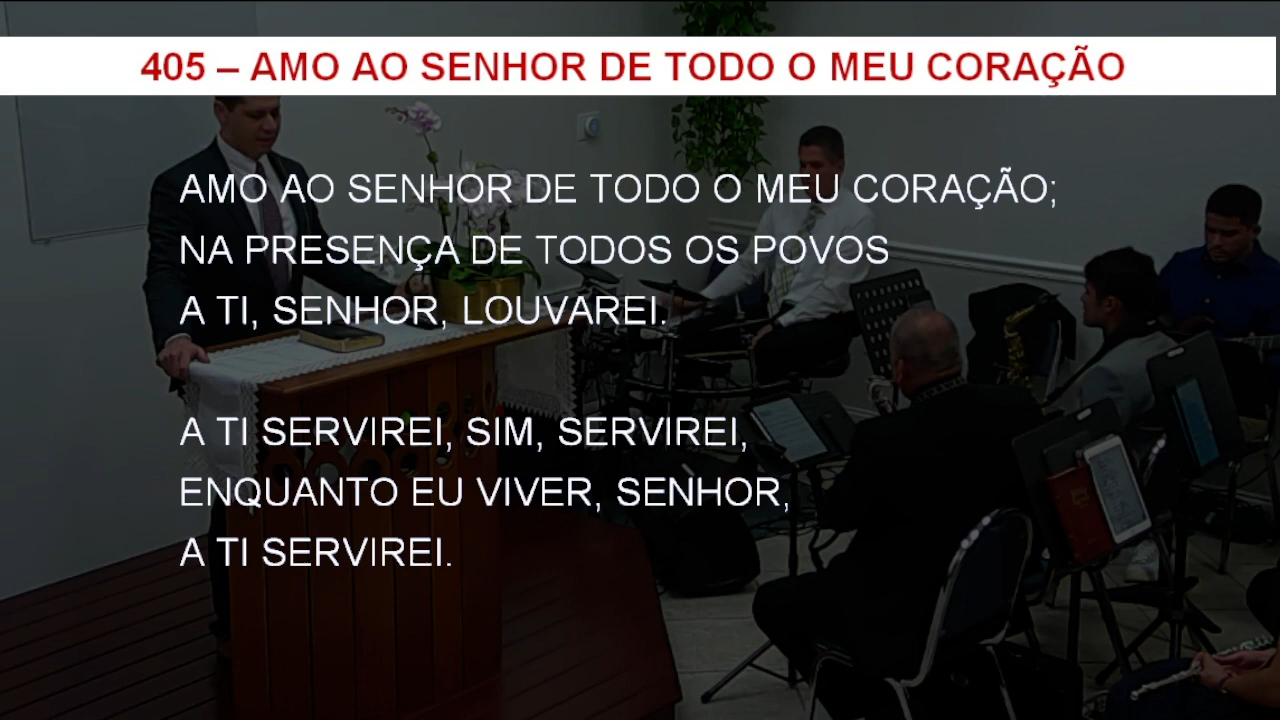 405 – AMO AO SENHOR DE TODO O MEU CORAÇÃO
AMO AO SENHOR DE TODO O MEU CORAÇÃO;
NA PRESENÇA DE TODOS OS POVOS
A TI, SENHOR, LOUVAREI.
A TI SERVIREI, SIM, SERVIREI,
ENQUANTO EU VIVER, SENHOR,
A TI SERVIREI.